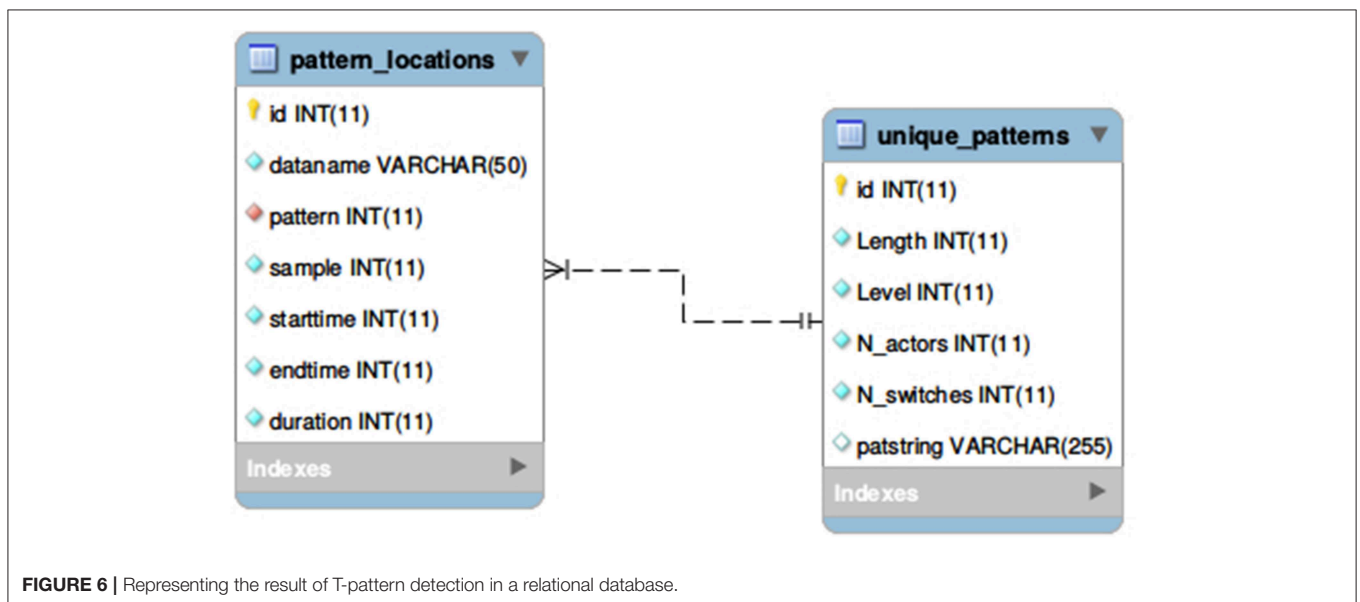 pattern_locations
id INT(11)
dataname VARCHAR(50)
pattern INT(11)
sample INT(11)
starttime INT(11)
endtime INT(11)
duration INT(11)
Indexes
unique_patterns
id INT(11)
Length INT(11)
Level INT(11)
N_actors INT(11)
N_switches INT(11)
patstring VARCHAR(255)
Indexes
FIGURE 6 | Representing the result of T-pattern detection in a relational database.